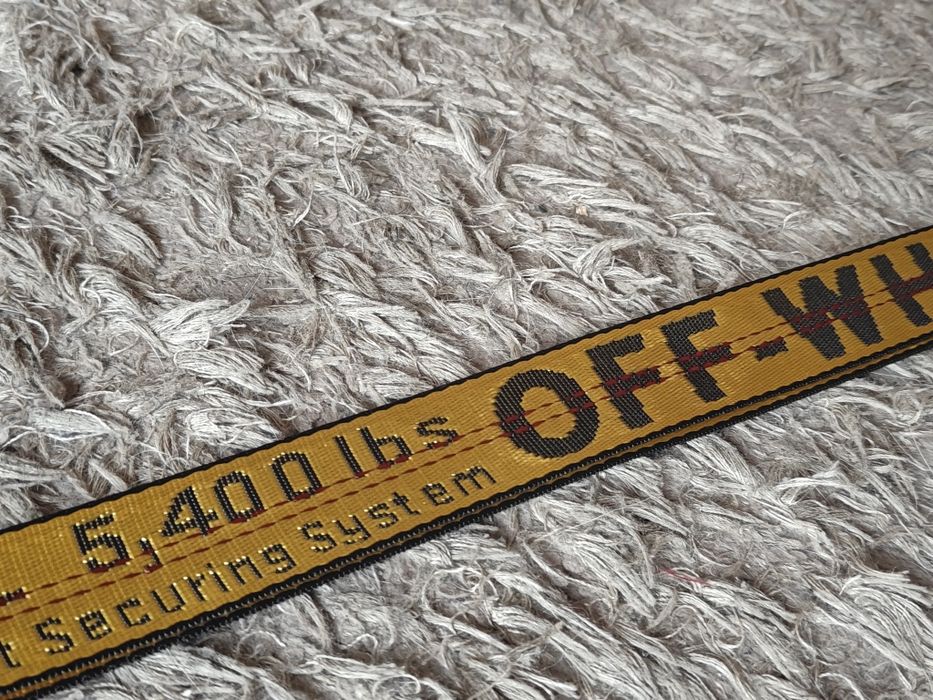 5,400 lbs
Securing System
OFF-WH